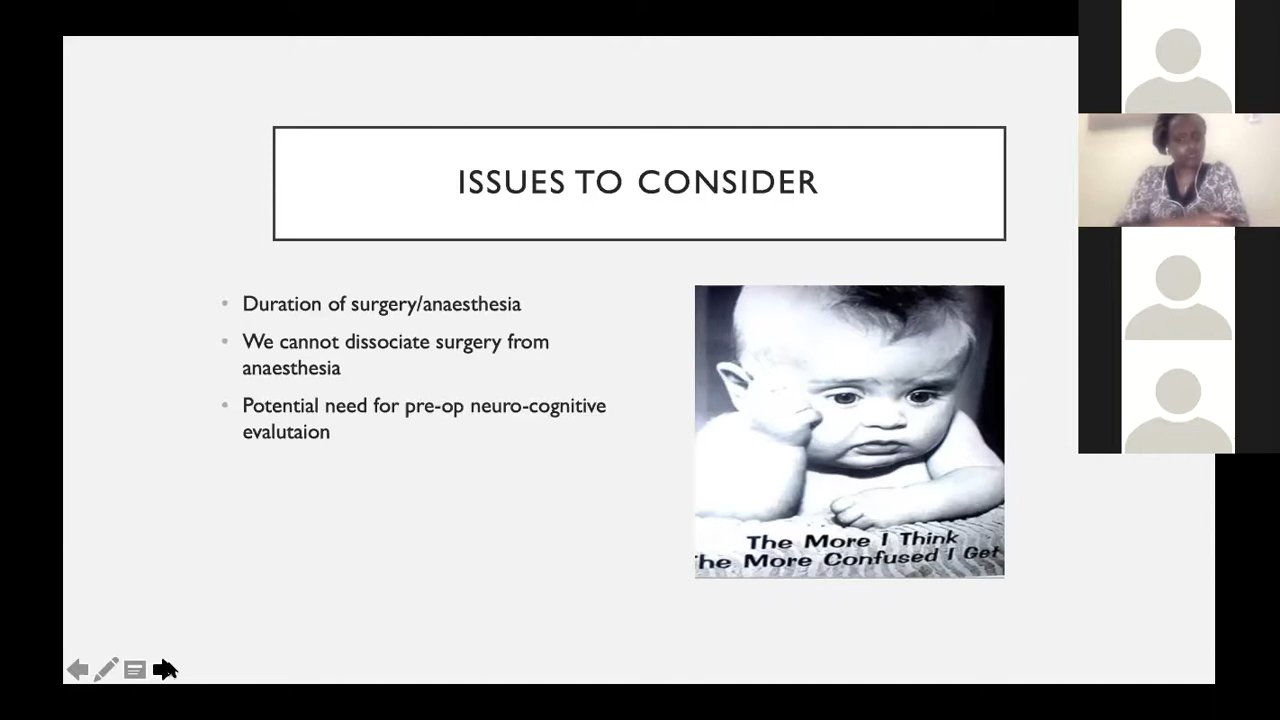 ISSUES TO CONSIDER
Duration of surgery/anaesthesia
We cannot dissociate surgery from
anaesthesia
Potential need for pre-op neuro-cognitive
evalutaion
The More I Think
The More Confused I Get